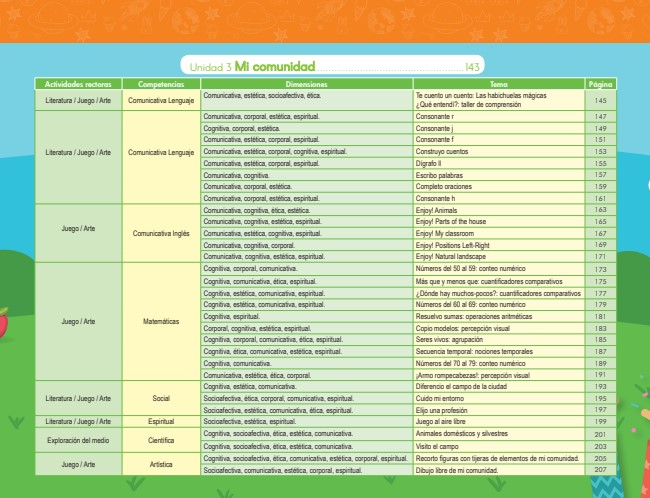 Unidad 3 Mi comunidad 143
Actividades rectoras Competencias Dimensiones Tema Página
Literatura / Juego / Arte Comunicativa Lenguaje Comunicativa, estética, socioafectiva, ética. Te cuento un cuento: Las habichuelas mágicas
¿Qué entendí?: taller de comprensión 145
Literatura / Juego / Arte Comunicativa Lenguaje Comunicativa, corporal, estética, espiritual. Consonante r 147
Cognitiva, corporal, estética. Consonante j 149
Comunicativa, estética, corporal, espiritual. Consonante f 151
Comunicativa, estética, corporal, cognitiva, espiritual. Construyo cuentos 153
Comunicativa, estética, corporal, espiritual. Dígrafo ll 155
Comunicativa, cognitiva. Escribo palabras 157
Comunicativa, corporal, estética. Completo oraciones 159
Comunicativa, corporal, estética, espiritual. Consonante h 161
Juego / Arte Comunicativa Inglés Comunicativa, cognitiva, ética, estética. Enjoy! Animals 163
Comunicativa, cognitiva, estética, espiritual. Enjoy! Parts of the house 165
Comunicativa, estética, cognitiva, espiritual. Enjoy! My classroom 167
Comunicativa, cognitiva, corporal. Enjoy! Positions Left-Right 169
Comunicativa, cognitiva, estética, espiritual. Enjoy! Natural landscape 171
Juego / Arte Matemáticas Cognitiva, corporal, comunicativa. Números del 50 al 59: conteo numérico 173
Cognitiva, comunicativa, ética, espiritual. Más que y menos que: cuantificadores comparativos 175
Cognitiva, estética, comunicativa, espiritual. ¿Dónde hay muchos-pocos?: cuantificadores comparativos 177
Cognitiva, estética, comunicativa, espiritual. Números del 60 al 69: conteo numérico 179
Cognitiva, espiritual. Resuelvo sumas: operaciones aritméticas 181
Corporal, cognitiva, estética, espiritual. Copio modelos: percepción visual 183
Cognitiva, corporal, comunicativa, ética, espiritual. Seres vivos: agrupación 185
Cognitiva, ética, comunicativa, estética, espiritual. Secuencia temporal: nociones temporales 187
Cognitiva, comunicativa. Números del 70 al 79: conteo numérico 189
Comunicativa, estética, ética, corporal. ¡Armo rompecabezas!: percepción visual 191
Literatura / Juego / Arte Social Cognitiva, estética, comunicativa. Diferencio el campo de la ciudad 193
Socioafectiva, ética, corporal, comunicativa, espiritual. Cuido mi entorno 195
Socioafectiva, estética, comunicativa, ética, espiritual. Elijo una profesión 197
Literatura / Juego / Arte Espiritual Socioafectiva, estética, espiritual. Juego al aire libre 199
Exploración del medio Científica Cognitiva, socioafectiva, ética, estética, comunicativa. Animales domésticos y silvestres 201
Cognitiva, socioafectiva, ética, estética, comunicativa. Visito el campo 203
Juego / Arte Artística Cognitiva, socioafectiva, ética, comunicativa, estética, corporal, espiritual. Recorto figuras con tijeras de elementos de mi comunidad. 205
Socioafectiva, comunicativa, estética, corporal, espiritual. Dibujo libre de mi comunidad. 207